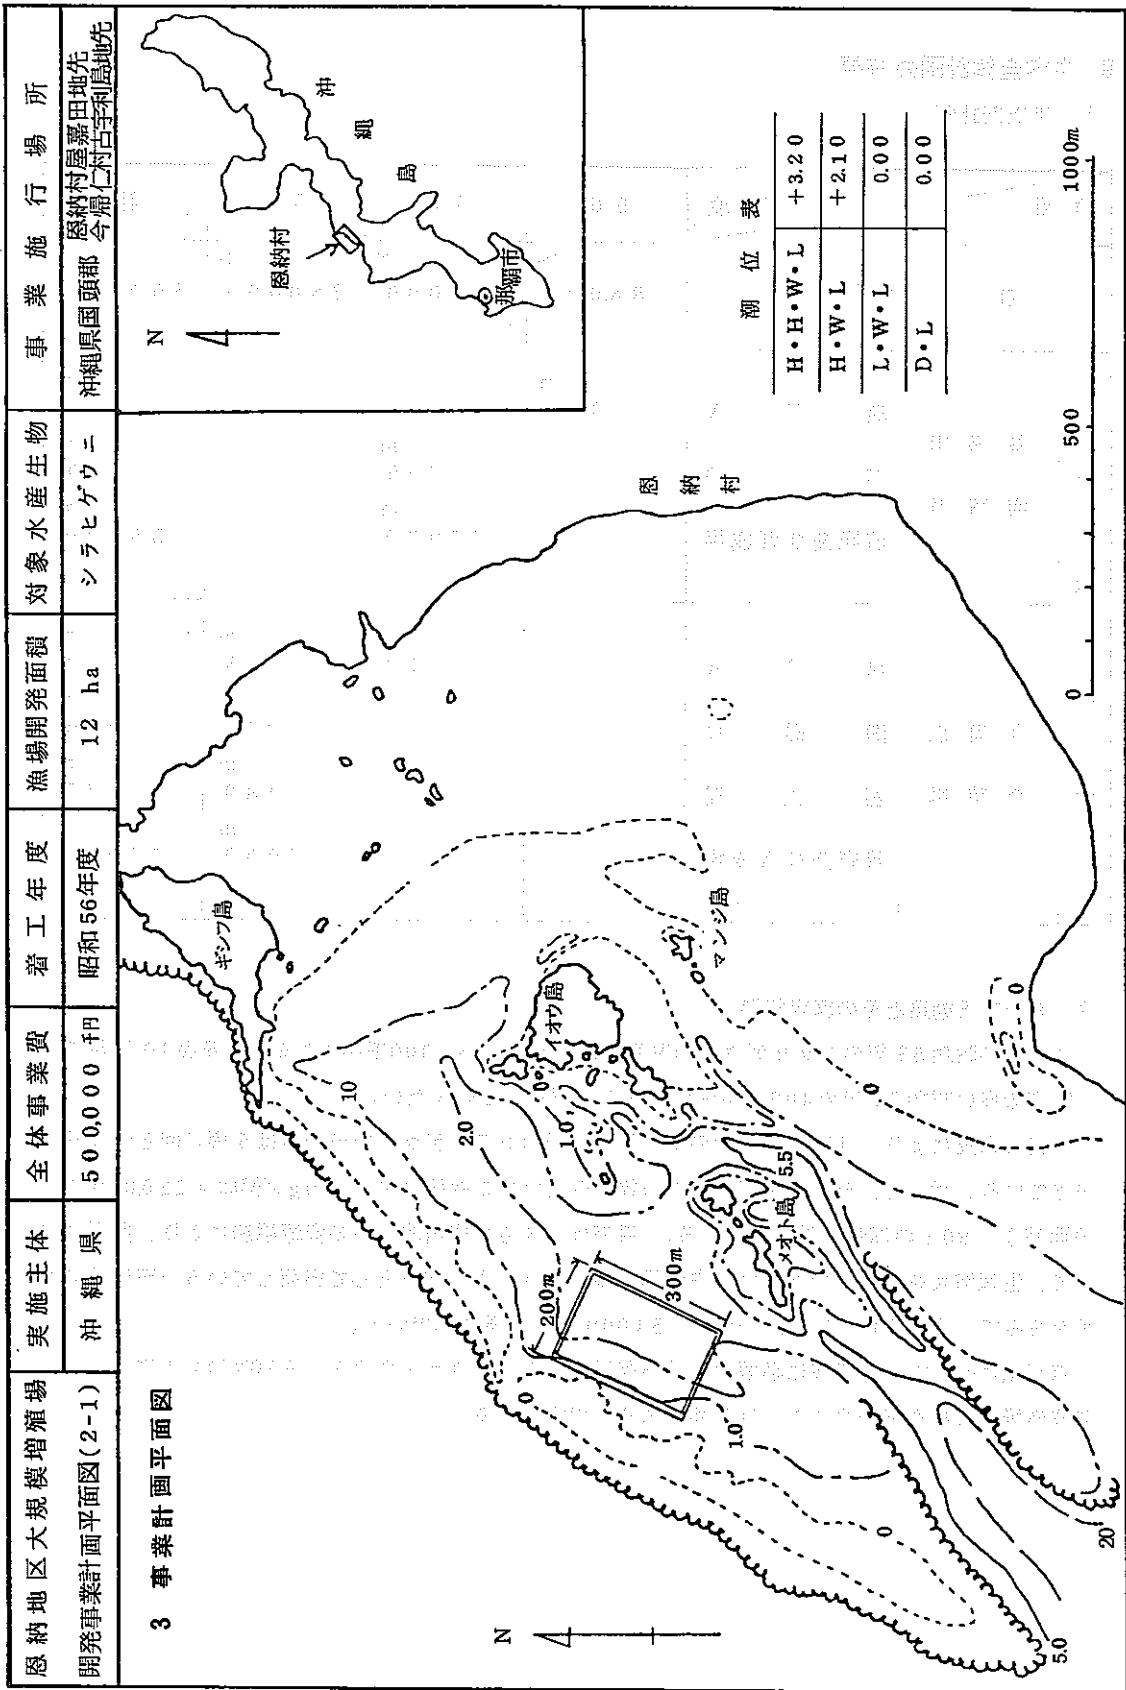 恩納地区大規模増殖場
開発事業計画平面図(2-1)
実施主体
沖縄県
全体事業費
500,000 千円
着工年度
昭和56年度
漁場開発面積
12 ha
対象水産生物
シラヒゲウニ
事業施行場所
沖縄県国頭郡
恩納村屋嘉田地先
今帰仁村古宇利島地先
3 事業計画平面図
N
沖縄島
恩納村
那覇市
N
潮位表
H・H・W・L +3.20
H・W・L +2.10
L・W・L 0.00
D・L 0.00
恩納村
ギシフ島
イオウ島
マンジ島
メオト島
10
2.0
1.0
5.5
200m
300m
0
1.0
0
0
0
5.0
20
0 500 1000m